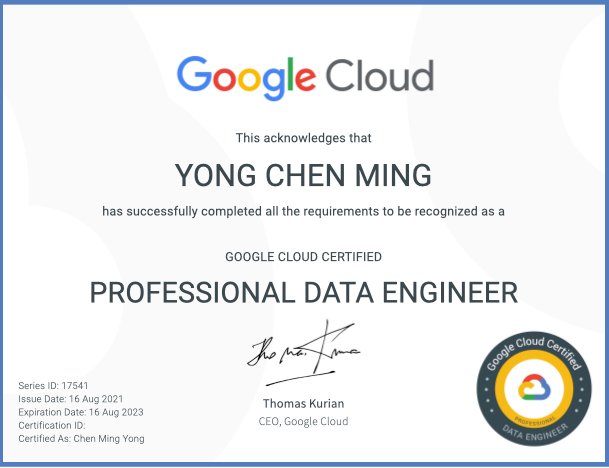 Google Cloud
This acknowledges that
YONG CHEN MING
has successfully completed all the requirements to be recognized as a
GOOGLE CLOUD CERTIFIED
PROFESSIONAL DATA ENGINEER
Thomas Kurian
CEO, Google Cloud
Series ID: 17541
Issue Date: 16 Aug 2021
Expiration Date: 16 Aug 2023
Certification ID:
Certified As: Chen Ming Yong
Google Cloud Certified
PROFESSIONAL
DATA ENGINEER